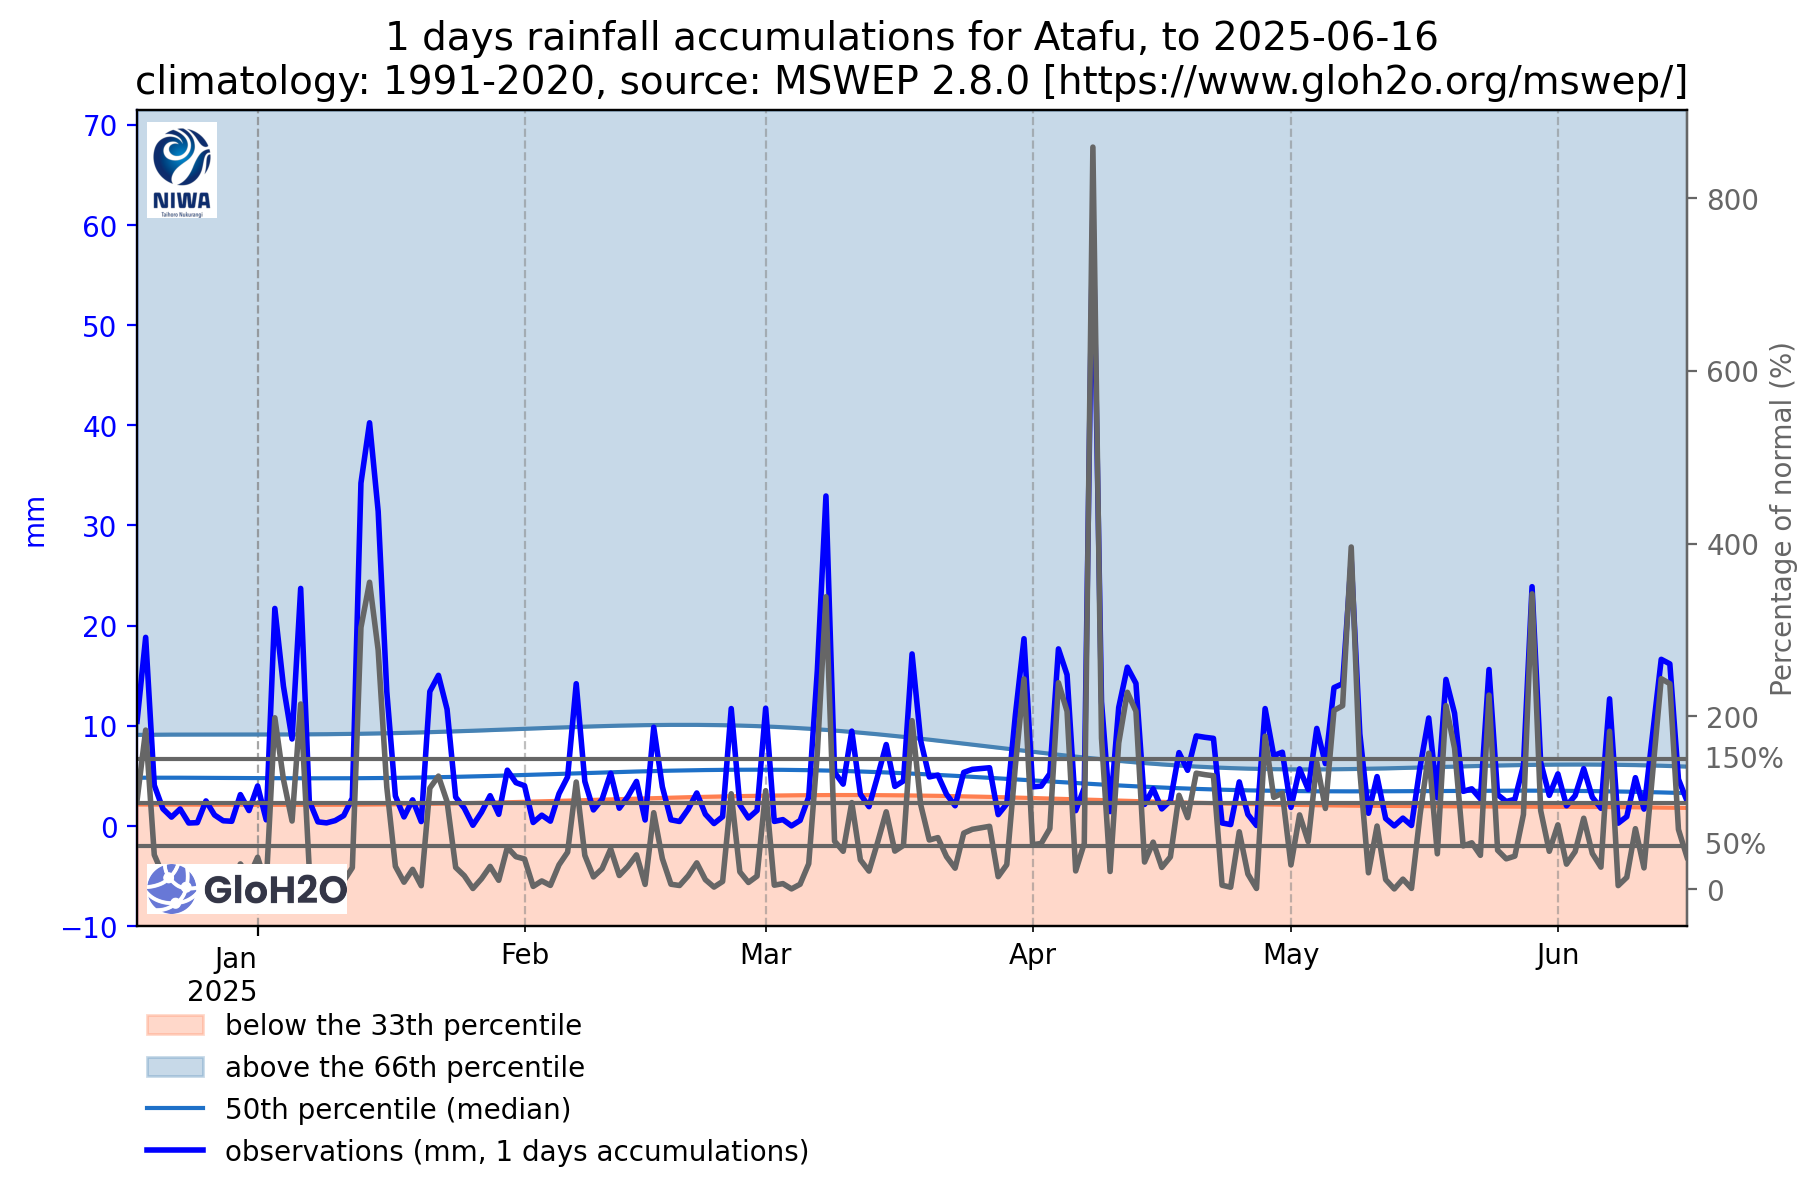 1 days rainfall accumulations for Atafu, to 2025-06-16
climatology: 1991-2020, source: MSWEP 2.8.0 [https://www.gloh2o.org/mswep/]
70
60
50
40
30
20
10
0
−10
mm
NIWA
Taihoro Nukurangi
GloH2O
800
600
400
200
150%
50%
0
Percentage of normal (%)
Jan
2025
Feb
Mar
Apr
May
Jun
below the 33th percentile
above the 66th percentile
50th percentile (median)
observations (mm, 1 days accumulations)